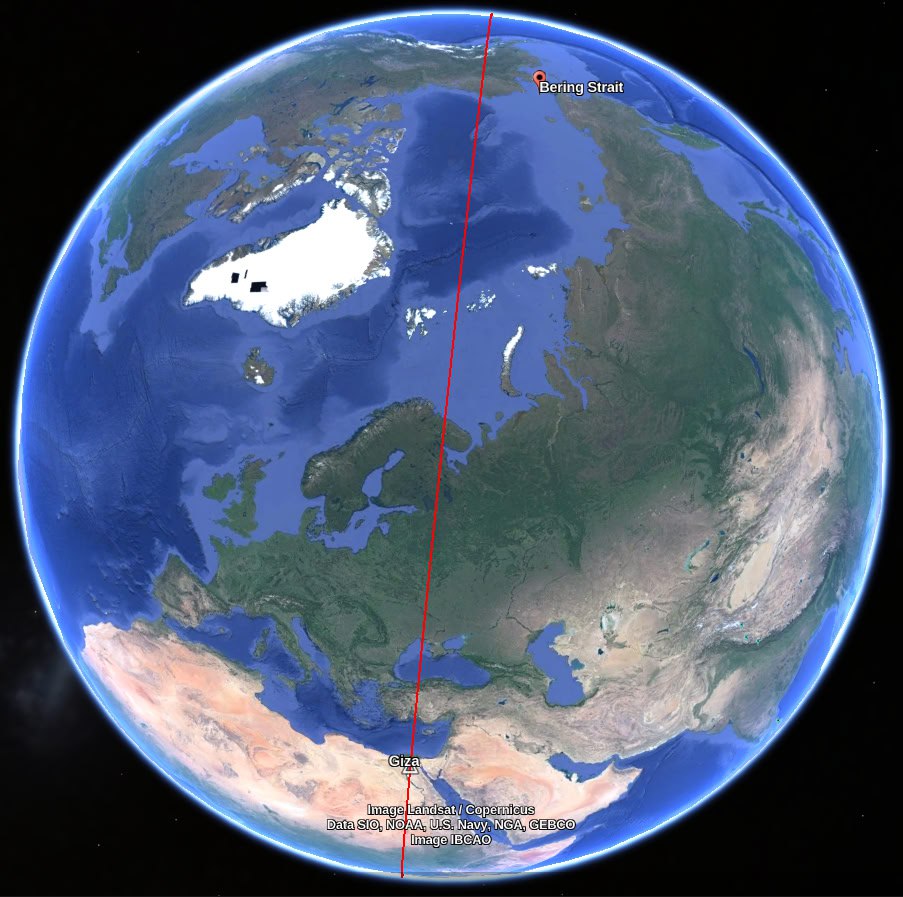 Bering Strait
Giza
Image Landsat / Copernicus
Data SIO, NOAA, U.S. Navy, NGA, GEBCO
Image IBCAO